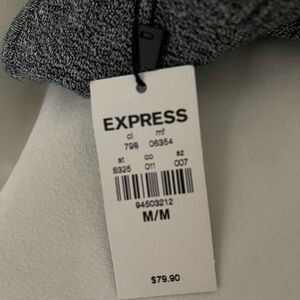 EXPRESS
cl mf
798 06354
st co sz
8325 011 007
94503212
M/M
$79.90